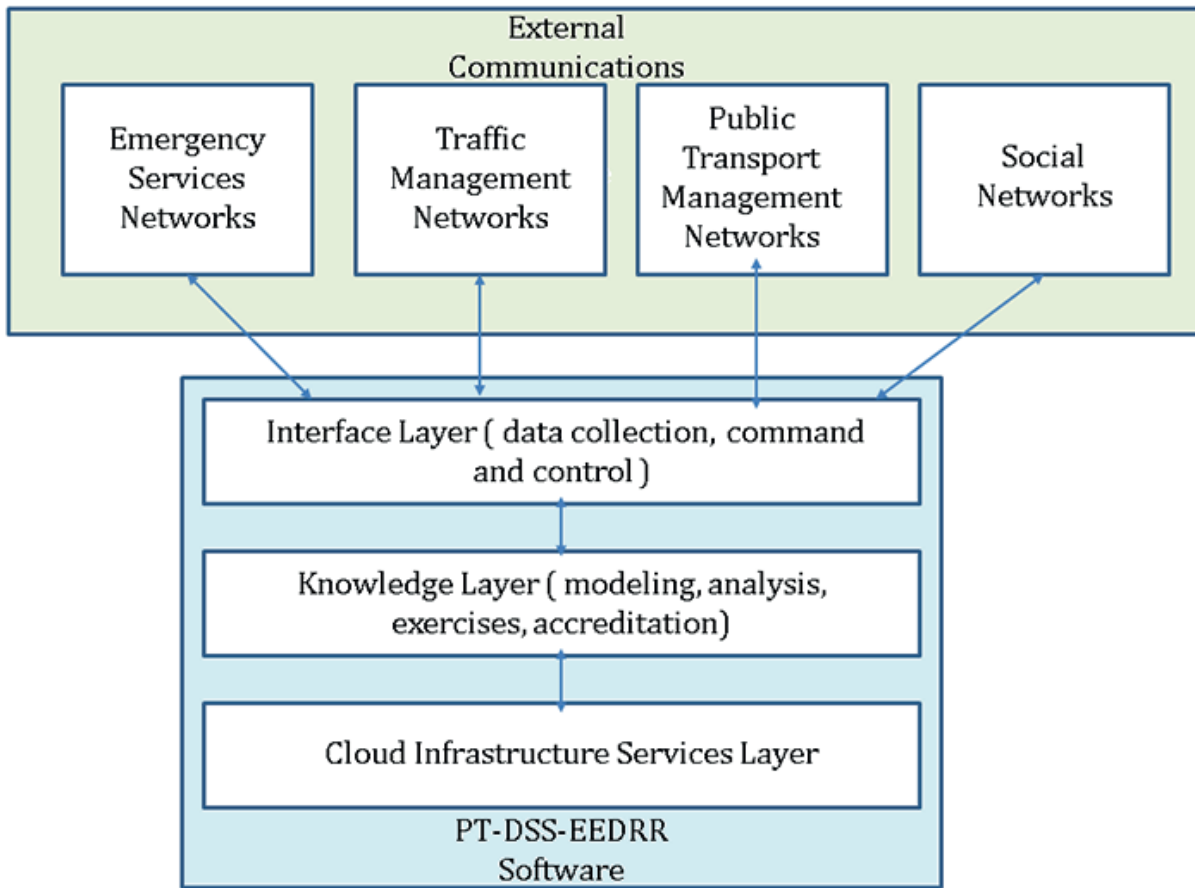 External
Communications
Emergency
Services
Networks
Traffic
Management
Networks
Public
Transport
Management
Networks
Social
Networks
Interface Layer ( data collection, command
and control )
Knowledge Layer ( modeling, analysis,
exercises, accreditation)
Cloud Infrastructure Services Layer
PT-DSS-EEDRR
Software